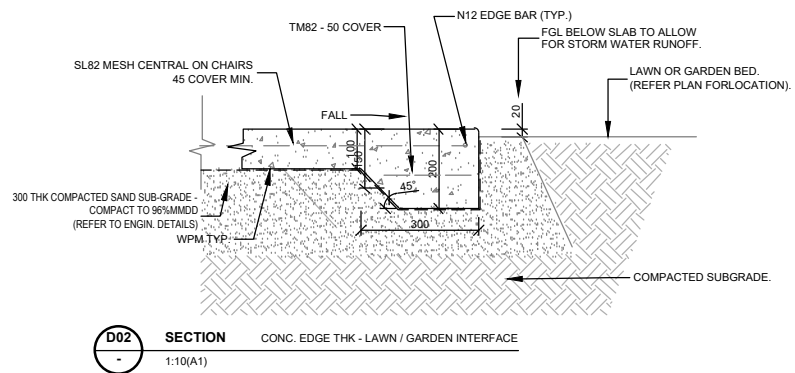 N12 EDGE BAR (TYP.)
TM82 - 50 COVER
FGL BELOW SLAB TO ALLOW
FOR STORM WATER RUNOFF.
SL82 MESH CENTRAL ON CHAIRS
45 COVER MIN.
LAWN OR GARDEN BED.
(REFER PLAN FORLOCATION).
20
FALL
100
150
200
45°
300
300 THK COMPACTED SAND SUB-GRADE -
COMPACT TO 96%MMDD
(REFER TO ENGIN. DETAILS)
WPM TYP
COMPACTED SUBGRADE.
D02
SECTION
CONC. EDGE THK - LAWN / GARDEN INTERFACE
-
1:10(A1)